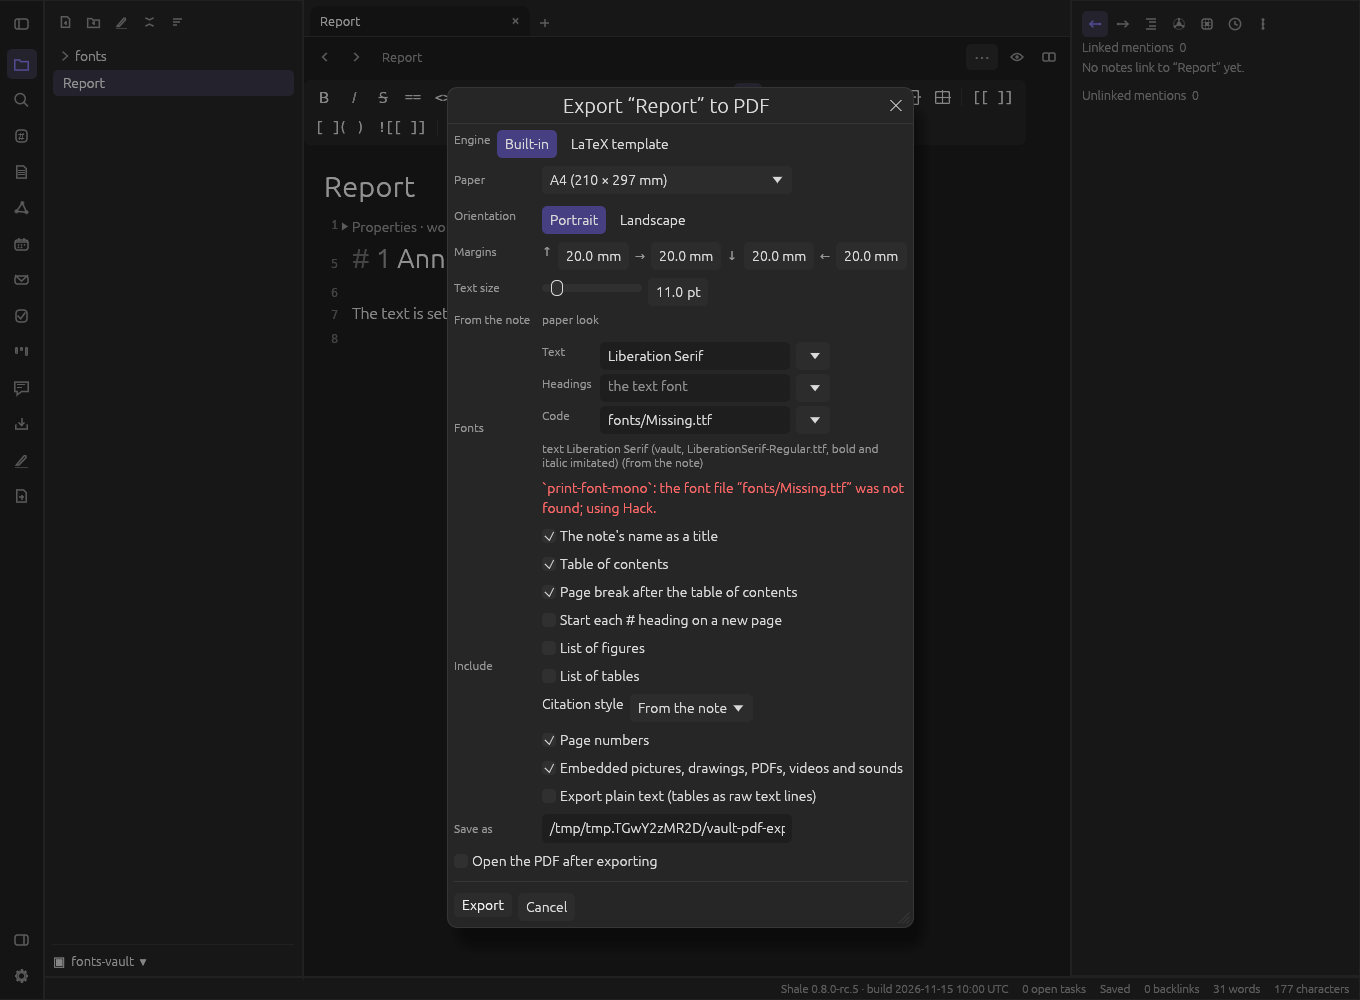 Report
fonts
Report
Report
B I S == <>
[[ ]]
[ ]( ) ![[ ]]
Report
1 Properties · wo
5 # 1 Ann
6
7 The text is set
8
Linked mentions 0
No notes link to “Report” yet.
Unlinked mentions 0
Export “Report” to PDF
Engine Built-in LaTeX template
Paper A4 (210 × 297 mm)
Orientation Portrait Landscape
Margins ↑ 20.0 mm → 20.0 mm ↓ 20.0 mm ← 20.0 mm
Text size 11.0 pt
From the note paper look
Fonts
Text Liberation Serif
Headings the text font
Code fonts/Missing.ttf
text Liberation Serif (vault, LiberationSerif-Regular.ttf, bold and
italic imitated) (from the note)
`print-font-mono`: the font file “fonts/Missing.ttf” was not
found; using Hack.
Include
The note's name as a title
Table of contents
Page break after the table of contents
Start each # heading on a new page
List of figures
List of tables
Citation style From the note
Page numbers
Embedded pictures, drawings, PDFs, videos and sounds
Export plain text (tables as raw text lines)
Save as /tmp/tmp.TGwY2zMR2D/vault-pdf-exp
Open the PDF after exporting
Export Cancel
fonts-vault
Shale 0.8.0-rc.5 · build 2026-11-15 10:00 UTC 0 open tasks Saved 0 backlinks 31 words 177 characters